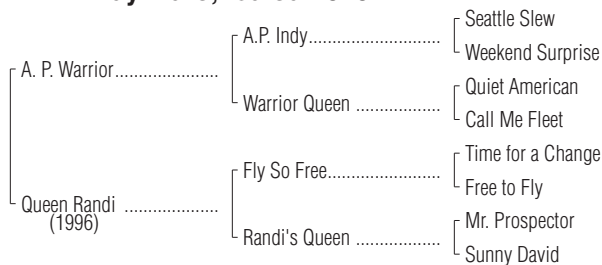 A.P. Indy
Seattle Slew
Weekend Surprise
A. P. Warrior
Warrior Queen
Quiet American
Call Me Fleet
Fly So Free
Time for a Change
Free to Fly
Queen Randi
(1996)
Randi's Queen
Mr. Prospector
Sunny David